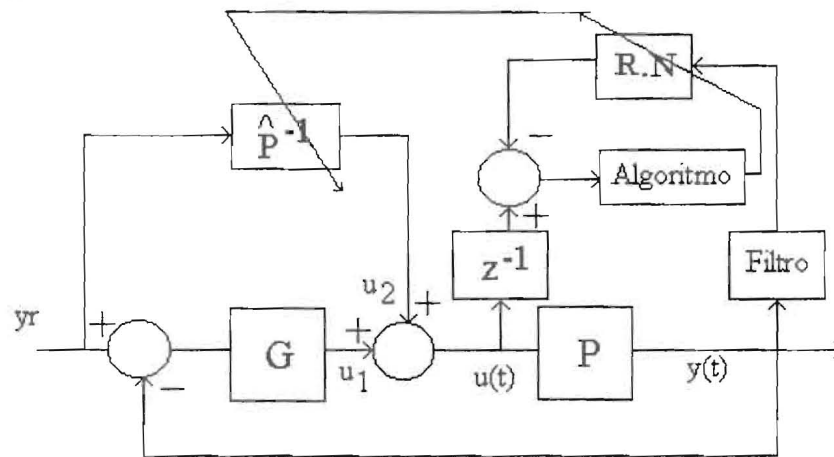 R.N
P̂⁻¹
−
Algoritmo
+
z⁻¹
Filtro
u₂
+
yr
+
G
+
u₁
u(t)
P
y(t)
−